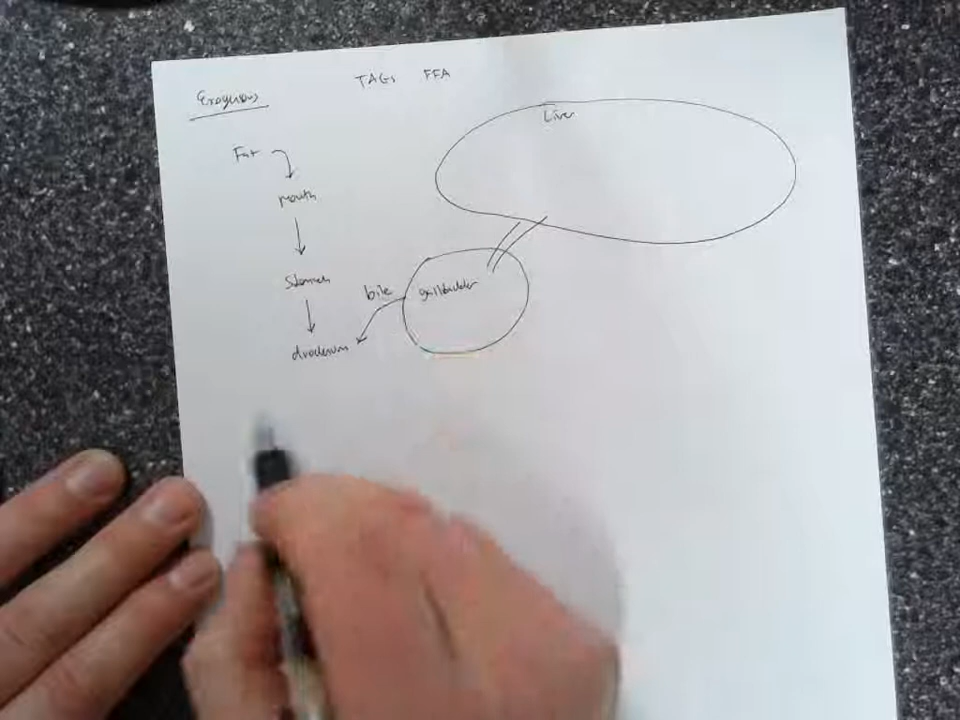 TAGs FFA
Exogenous
Liver
Fat
mouth
Stomach
bile
gallbladder
duodenum